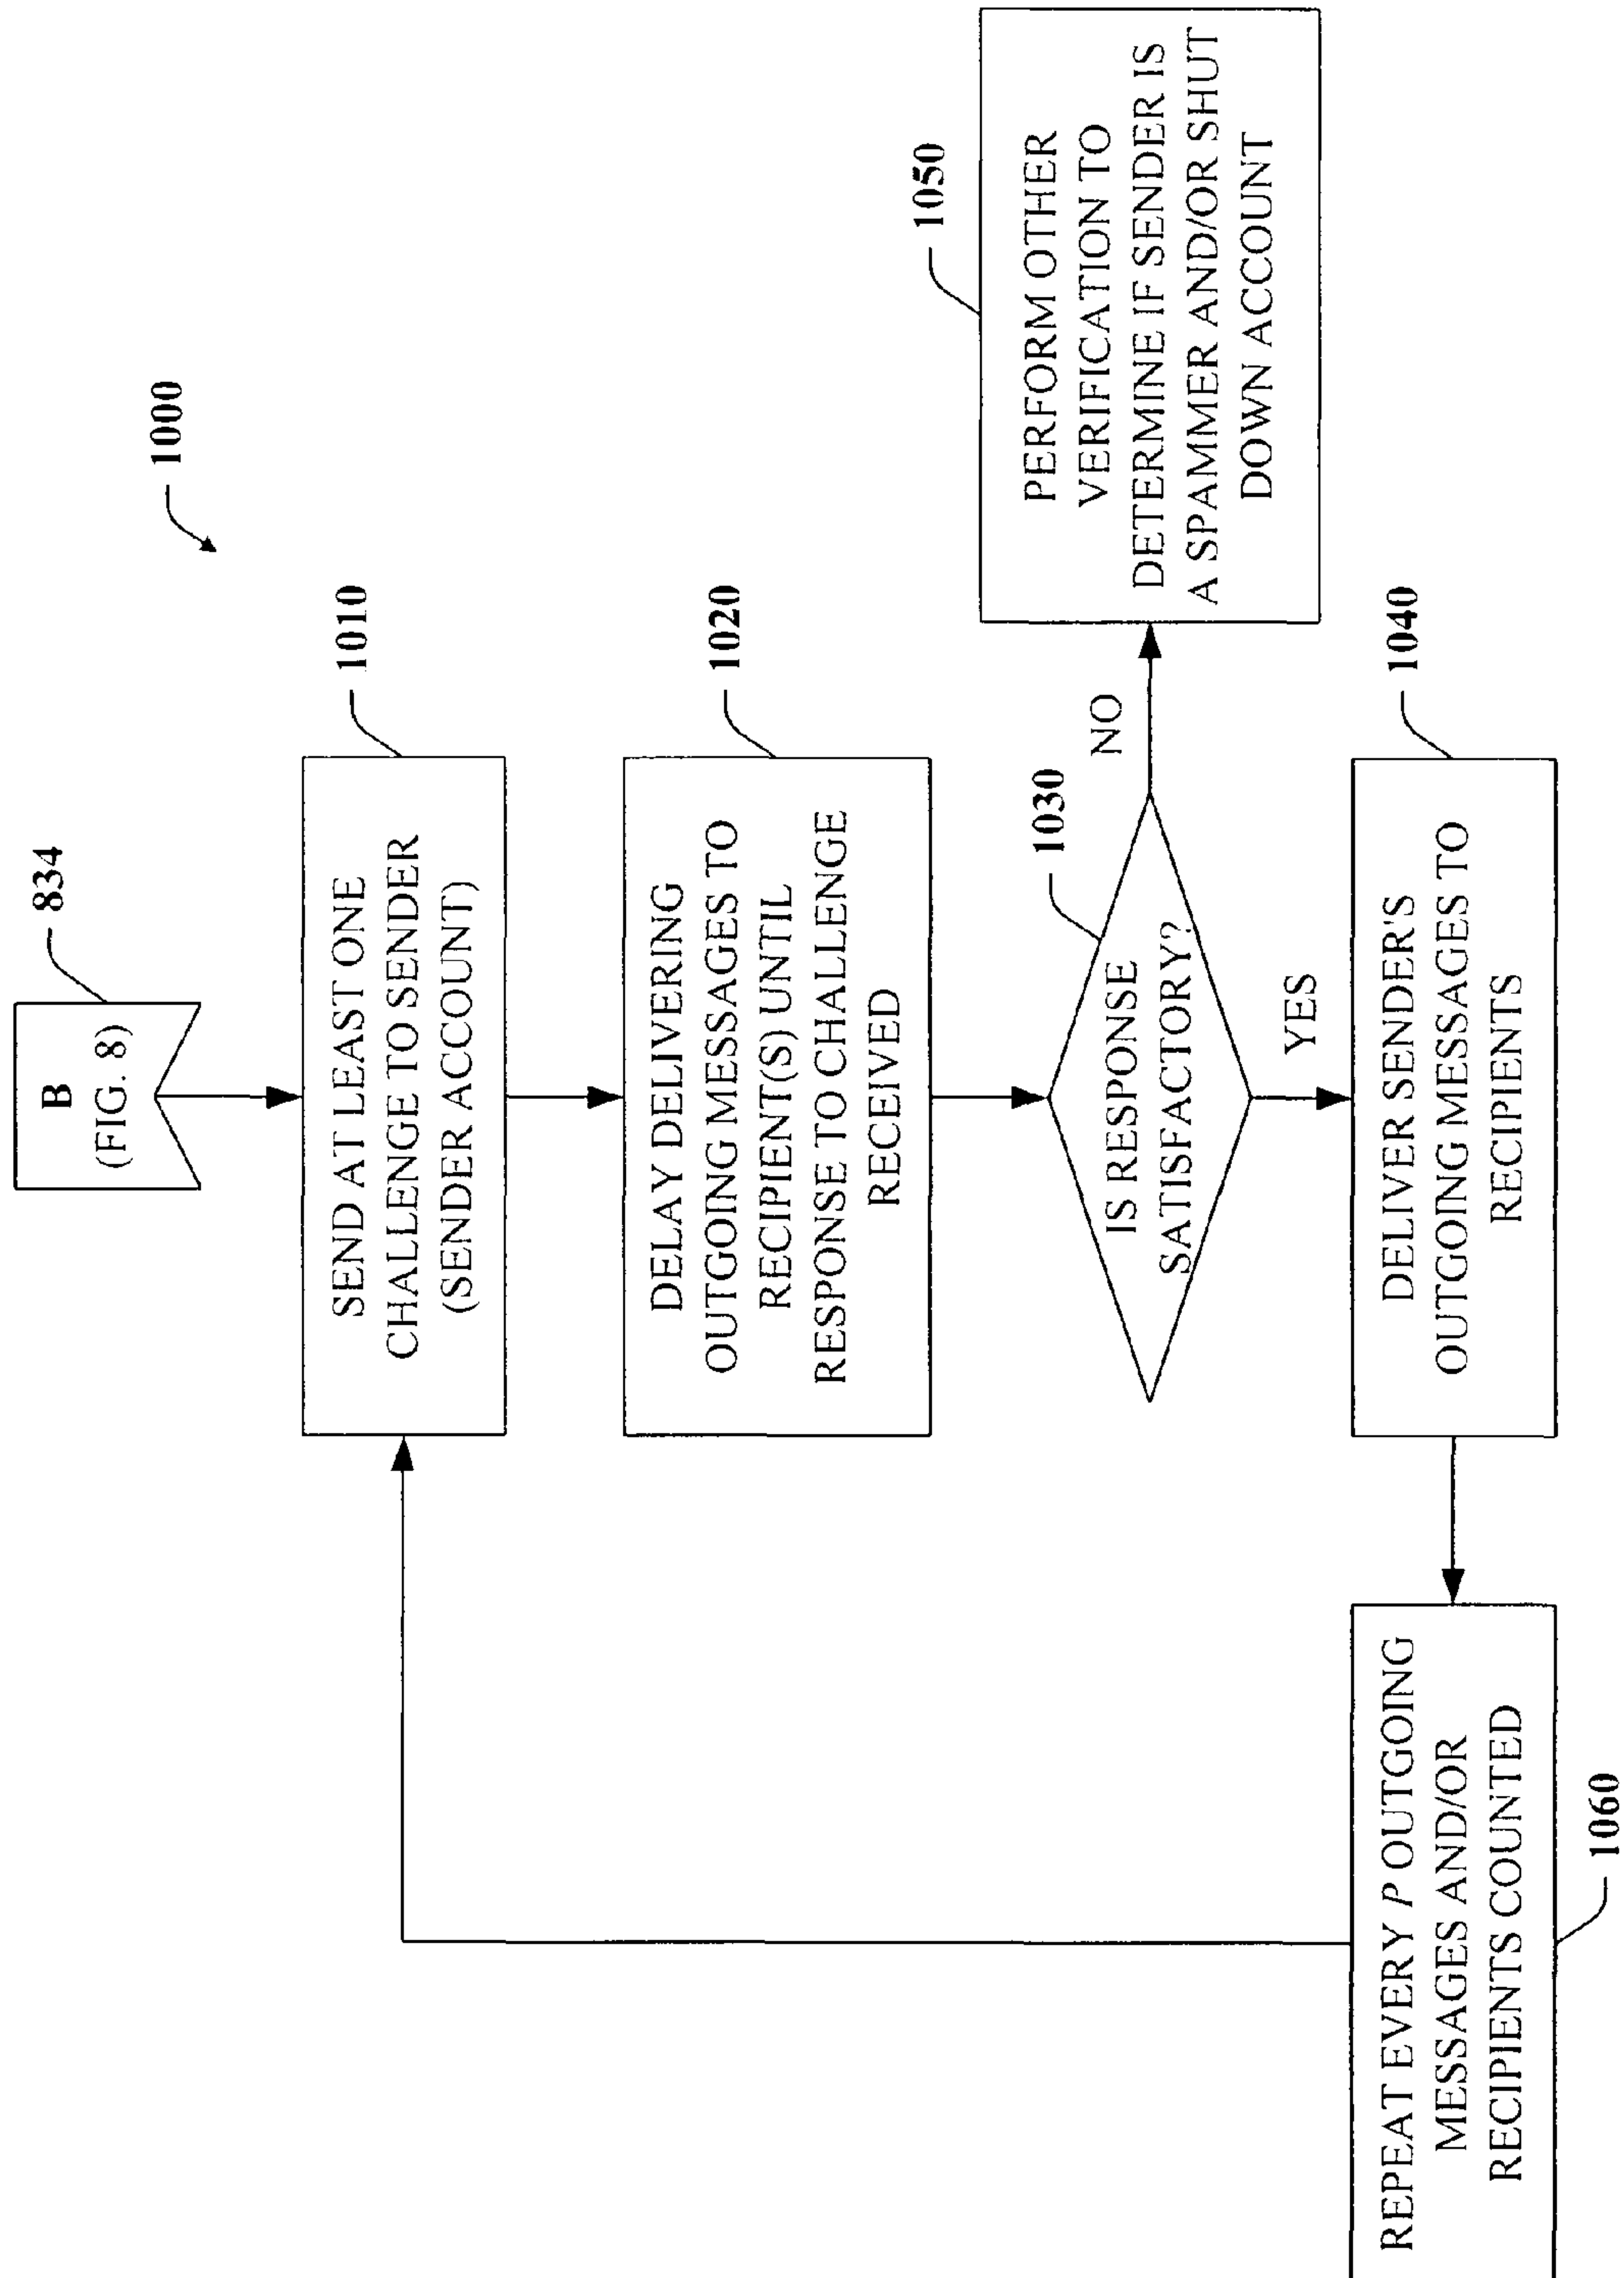 1000
B
(FIG. 8)
834
SEND AT LEAST ONE
CHALLENGE TO SENDER
(SENDER ACCOUNT)
1010
DELAY DELIVERING
OUTGOING MESSAGES TO
RECIPIENT(S) UNTIL
RESPONSE TO CHALLENGE
RECEIVED
1020
IS RESPONSE
SATISFACTORY?
1030
NO
PERFORM OTHER
VERIFICATION TO
DETERMINE IF SENDER IS
A SPAMMER AND/OR SHUT
DOWN ACCOUNT
1050
YES
DELIVER SENDER'S
OUTGOING MESSAGES TO
RECIPIENTS
1040
REPEAT EVERY P OUTGOING
MESSAGES AND/OR
RECIPIENTS COUNTED
1060